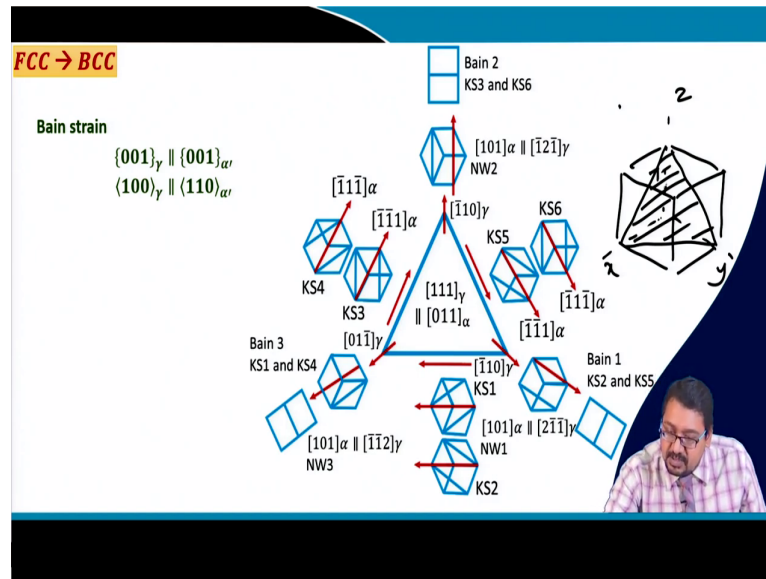 FCC → BCC
Bain strain
{001}γ ∥ {001}α′
⟨100⟩γ ∥ ⟨110⟩α′
Bain 2
KS3 and KS6
[101]α ∥ [1̄21̄]γ
NW2
[1̄10]γ
[1̄11̄]α
[1̄1̄1]α
KS4
KS3
KS5
KS6
[1̄1̄1]α
[1̄11̄]α
[111]γ
∥ [011]α
[011̄]γ
[1̄10]γ
Bain 3
KS1 and KS4
[101]α ∥ [1̄1̄2]γ
NW3
KS1
KS2
[101]α ∥ [21̄1̄]γ
NW1
Bain 1
KS2 and KS5
z
x
y